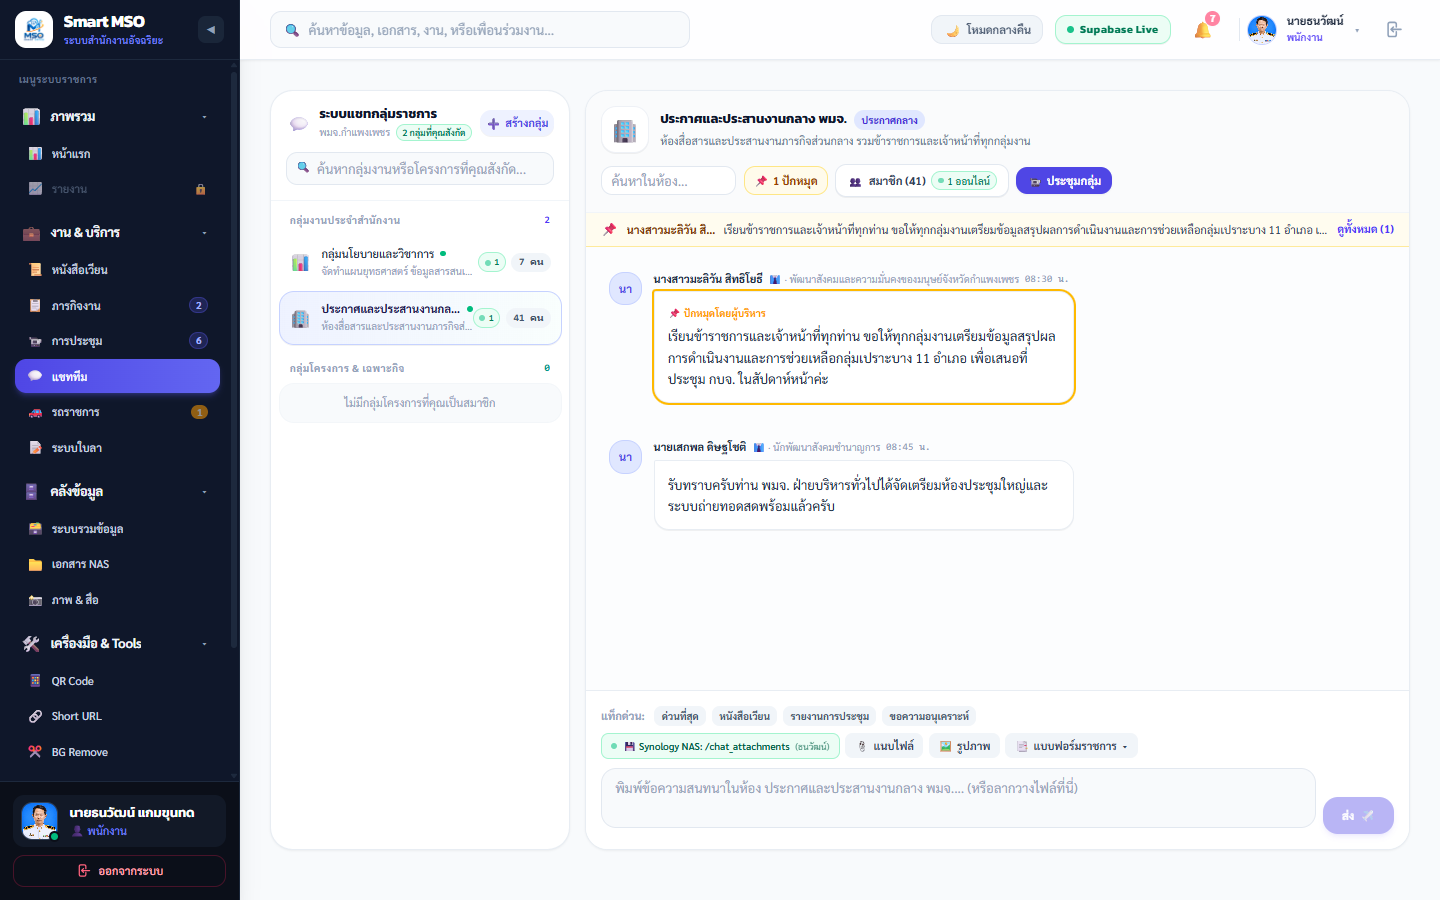 Smart MSO
ระบบสำนักงานอัจฉริยะ
ค้นหาข้อมูล, เอกสาร, งาน, หรือเพื่อนร่วมงาน...
โหมดกลางคืน
Supabase Live
7
นายธนวัฒน์
พนักงาน
เมนูระบบราชการ
ภาพรวม
หน้าแรก
รายงาน
งาน & บริการ
หนังสือเวียน
ภารกิจงาน
2
การประชุม
6
แชททีม
รถราชการ
1
ระบบใบลา
คลังข้อมูล
ระบบรวมข้อมูล
เอกสาร NAS
ภาพ & สื่อ
เครื่องมือ & Tools
QR Code
Short URL
BG Remove
นายธนวัฒน์ แกมขุนทด
พนักงาน
ออกจากระบบ
ระบบแชทกลุ่มราชการ
พมจ.กำแพงเพชร
2 กลุ่มที่คุณสังกัด
สร้างกลุ่ม
ค้นหากลุ่มงานหรือโครงการที่คุณสังกัด...
กลุ่มงานประจำสำนักงาน
2
กลุ่มนโยบายและวิชาการ
จัดทำแผนยุทธศาสตร์ ข้อมูลสารสนเ...
1
7 คน
ประกาศและประสานงานกล...
ห้องสื่อสารและประสานงานภารกิจส่...
1
41 คน
กลุ่มโครงการ & เฉพาะกิจ
0
ไม่มีกลุ่มโครงการที่คุณเป็นสมาชิก
ประกาศและประสานงานกลาง พมจ.
ประกาศกลาง
ห้องสื่อสารและประสานงานภารกิจส่วนกลาง รวมข้าราชการและเจ้าหน้าที่ทุกกลุ่มงาน
ค้นหาในห้อง...
1 ปักหมุด
สมาชิก (41)
1 ออนไลน์
ประชุมกลุ่ม
นางสาวมะลิวัน สิ... เรียนข้าราชการและเจ้าหน้าที่ทุกท่าน ขอให้ทุกกลุ่มงานเตรียมข้อมูลสรุปผลการดำเนินงานและการช่วยเหลือกลุ่มเปราะบาง 11 อำเภอ เ... ดูทั้งหมด (1)
นา
นางสาวมะลิวัน สิทธิโยธี · พัฒนาสังคมและความมั่นคงของมนุษย์จังหวัดกำแพงเพชร 08:30 น.
ปักหมุดโดยผู้บริหาร
เรียนข้าราชการและเจ้าหน้าที่ทุกท่าน ขอให้ทุกกลุ่มงานเตรียมข้อมูลสรุปผล
การดำเนินงานและการช่วยเหลือกลุ่มเปราะบาง 11 อำเภอ เพื่อเสนอที่
ประชุม กบจ. ในสัปดาห์หน้าค่ะ
นา
นายเสกพล ดิษฐโชติ · นักพัฒนาสังคมชำนาญการ 08:45 น.
รับทราบครับท่าน พมจ. ฝ่ายบริหารทั่วไปได้จัดเตรียมห้องประชุมใหญ่และ
ระบบถ่ายทอดสดพร้อมแล้วครับ
แท็กด่วน:
ด่วนที่สุด
หนังสือเวียน
รายงานการประชุม
ขอความอนุเคราะห์
Synology NAS: /chat_attachments (ธนวัฒน์)
แนบไฟล์
รูปภาพ
แบบฟอร์มราชการ
พิมพ์ข้อความสนทนาในห้อง ประกาศและประสานงานกลาง พมจ.... (หรือลากวางไฟล์ที่นี่)
ส่ง